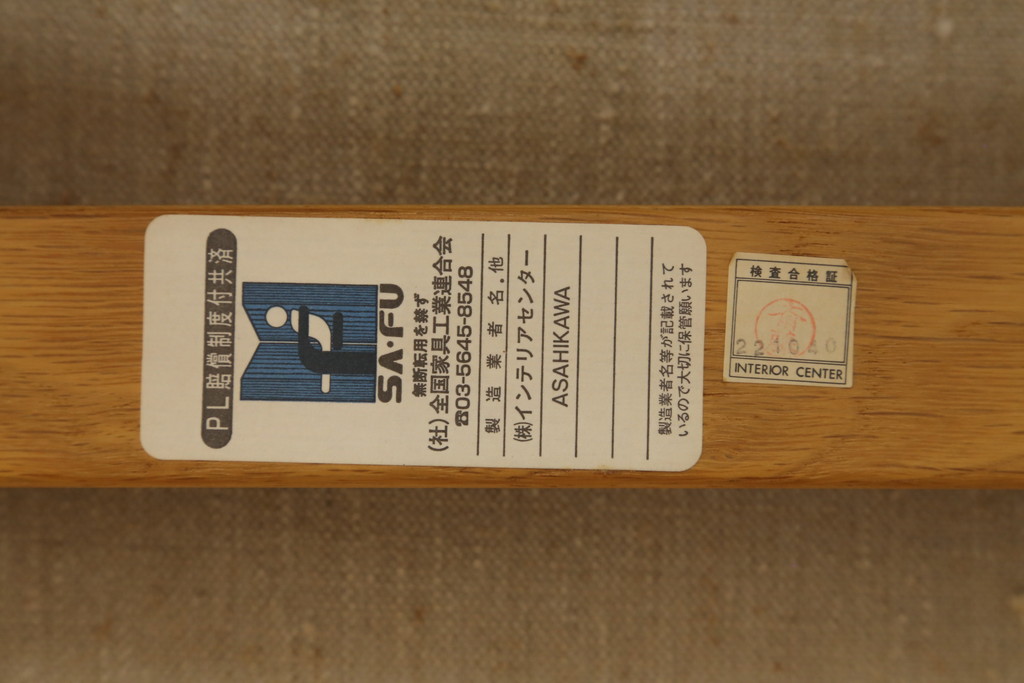 PL賠償制度付共済
SA・FU
無断転用を禁ず
(社)全国家具工業連合会
☎03-5645-8548
製造業者名.他
(株)インテリアセンター
ASAHIKAWA
製造業者名等が記載されて
いるので大切に保管願います
検査合格証
221040
INTERIOR CENTER